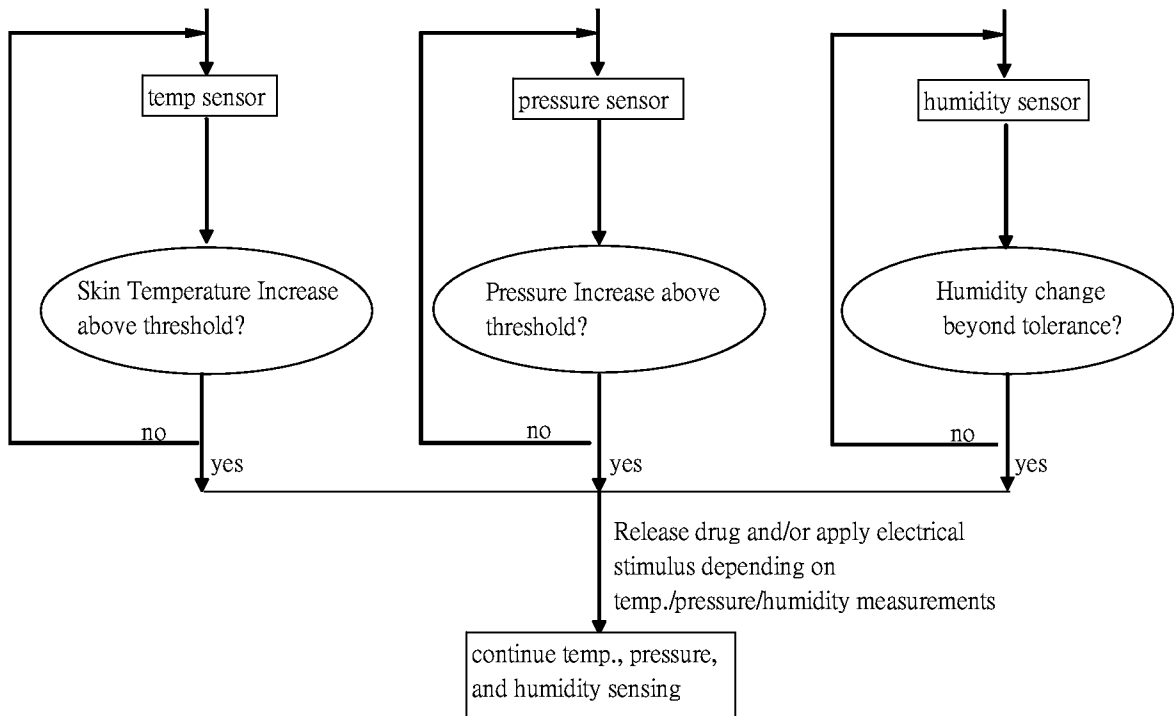 temp sensor
pressure sensor
humidity sensor
Skin Temperature Increase
above threshold?
Pressure Increase above
threshold?
Humidity change
beyond tolerance?
no
no
no
yes
yes
yes
Release drug and/or apply electrical
stimulus depending on
temp./pressure/humidity measurements
continue temp., pressure,
and humidity sensing